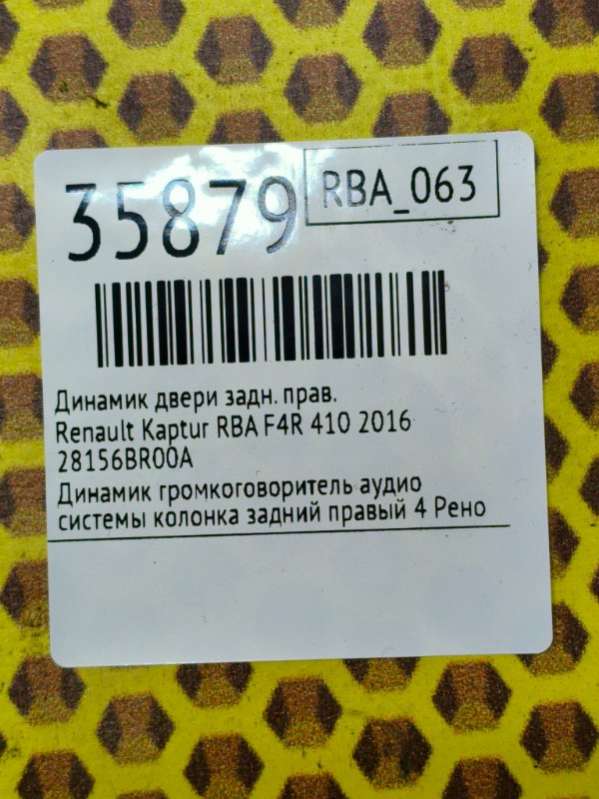 35879
RBA_063
Динамик двери задн. прав.
Renault Kaptur RBA F4R 410 2016
28156BR00A
Динамик громкоговоритель аудио
системы колонка задний правый 4 Рено